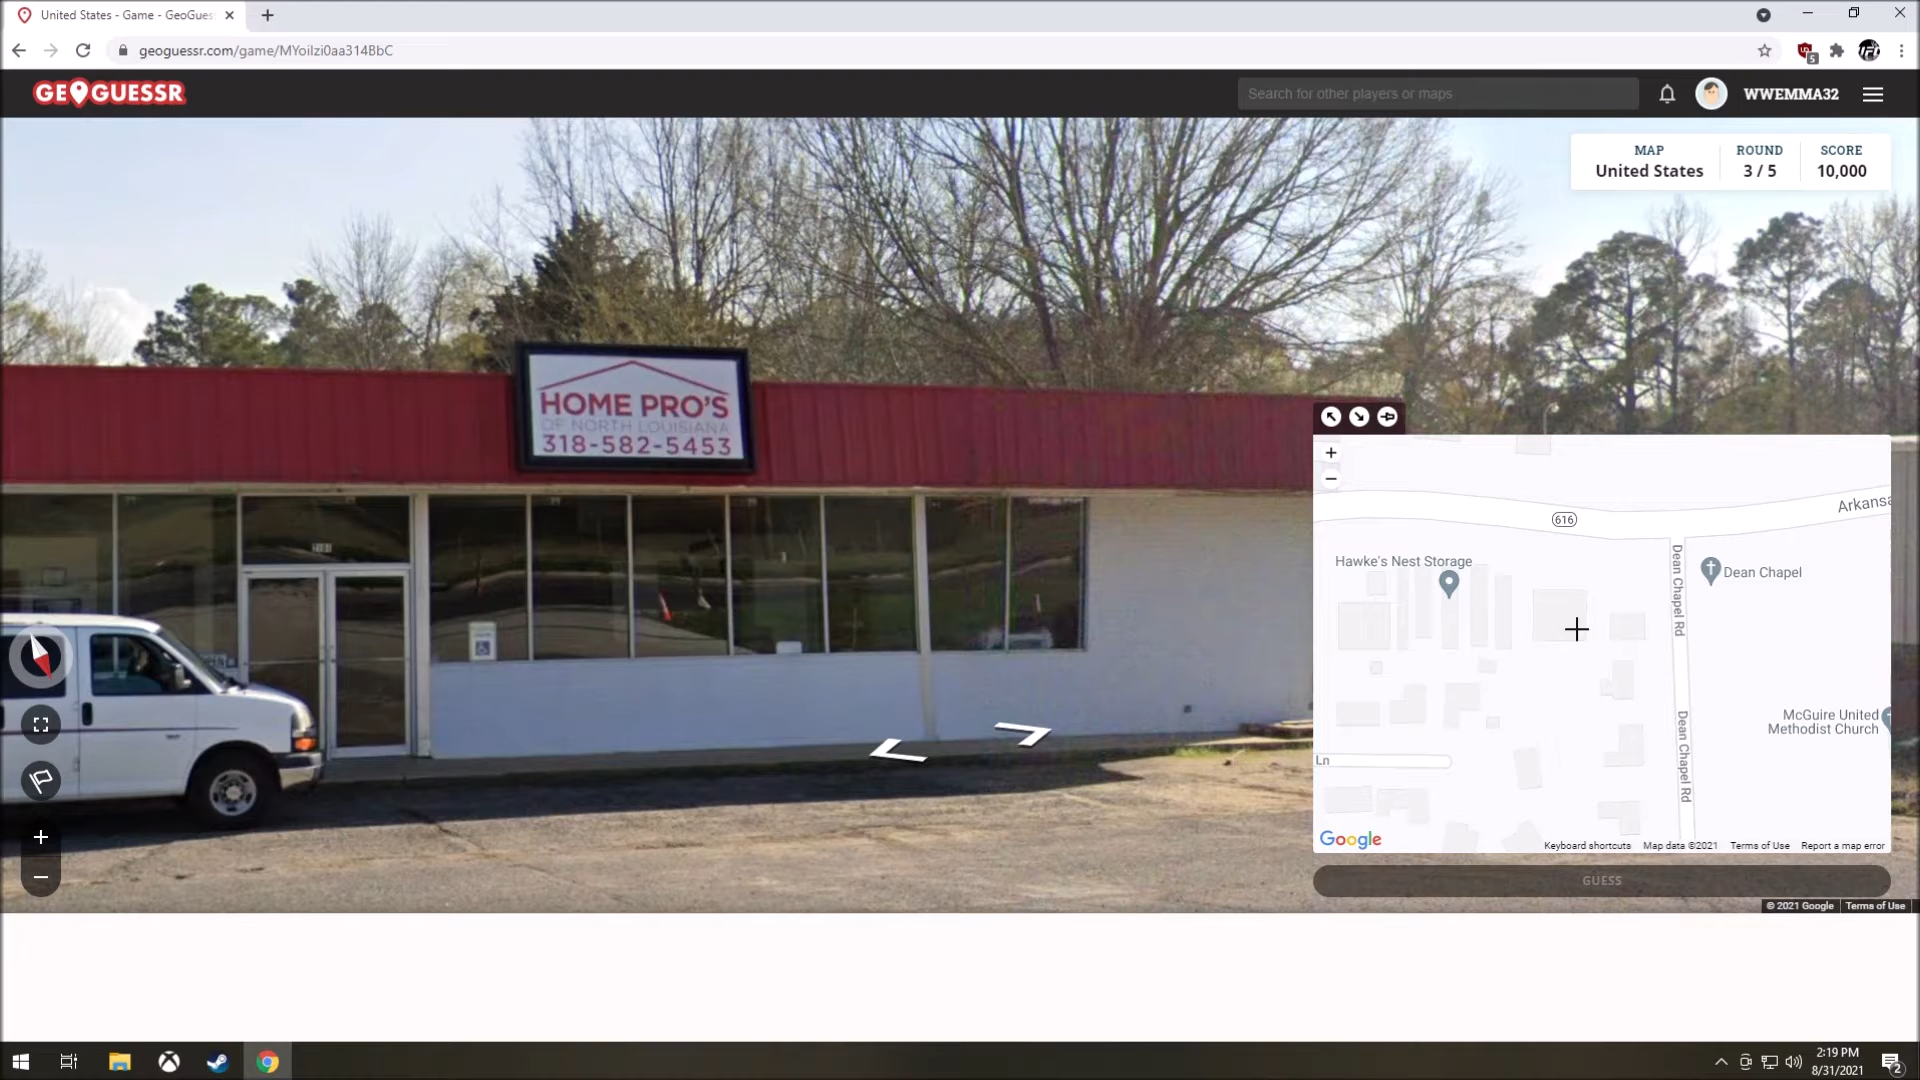 United States - Game - GeoGues
geoguessr.com/game/MYoiIzi0aa314BbC
5
GEOGUESSR
Search for other players or maps
WWEMMA32
MAP
United States
ROUND
3 / 5
SCORE
10,000
HOME PRO'S
OF NORTH LOUISIANA
318-582-5453
616
Arkansa
Hawke's Nest Storage
Dean Chapel Rd
Dean Chapel
McGuire United
Methodist Church
Dean Chapel Rd
Ln
Google
Keyboard shortcuts
Map data ©2021
Terms of Use
Report a map error
GUESS
© 2021 Google
Terms of Use
2:19 PM
8/31/2021
2